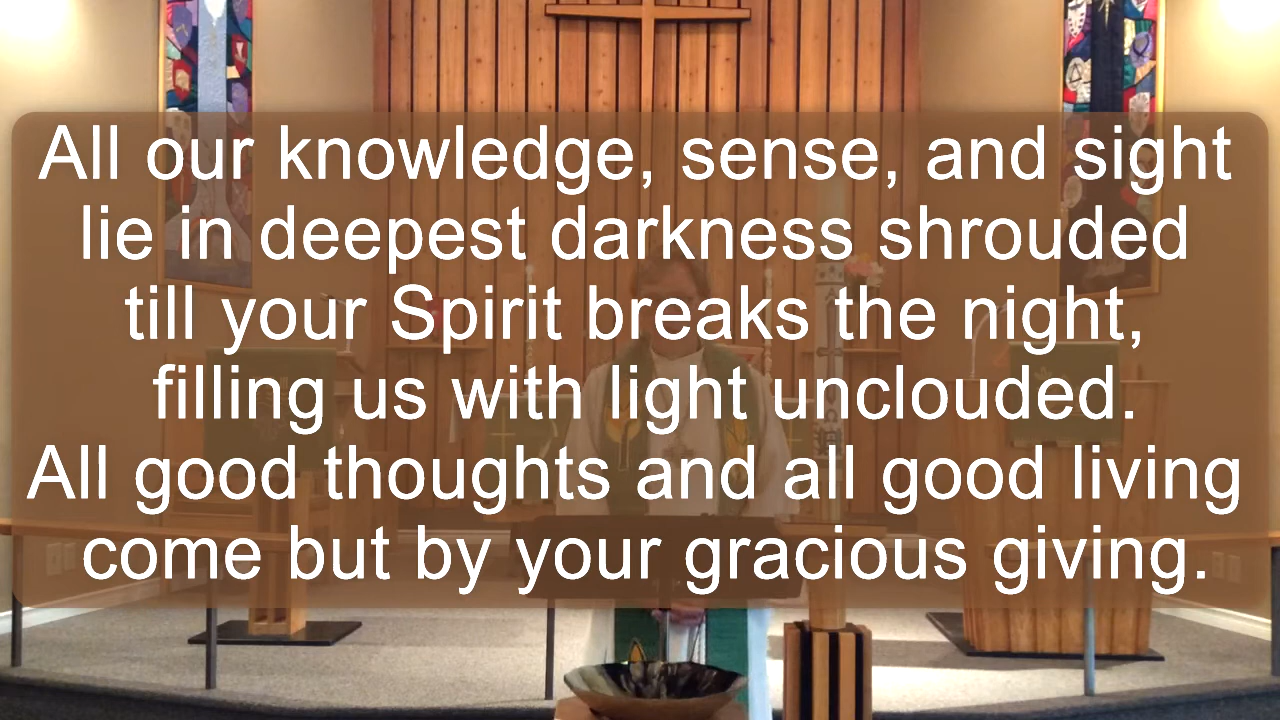 All our knowledge, sense, and sight
lie in deepest darkness shrouded
till your Spirit breaks the night,
filling us with light unclouded.
All good thoughts and all good living
come but by your gracious giving.